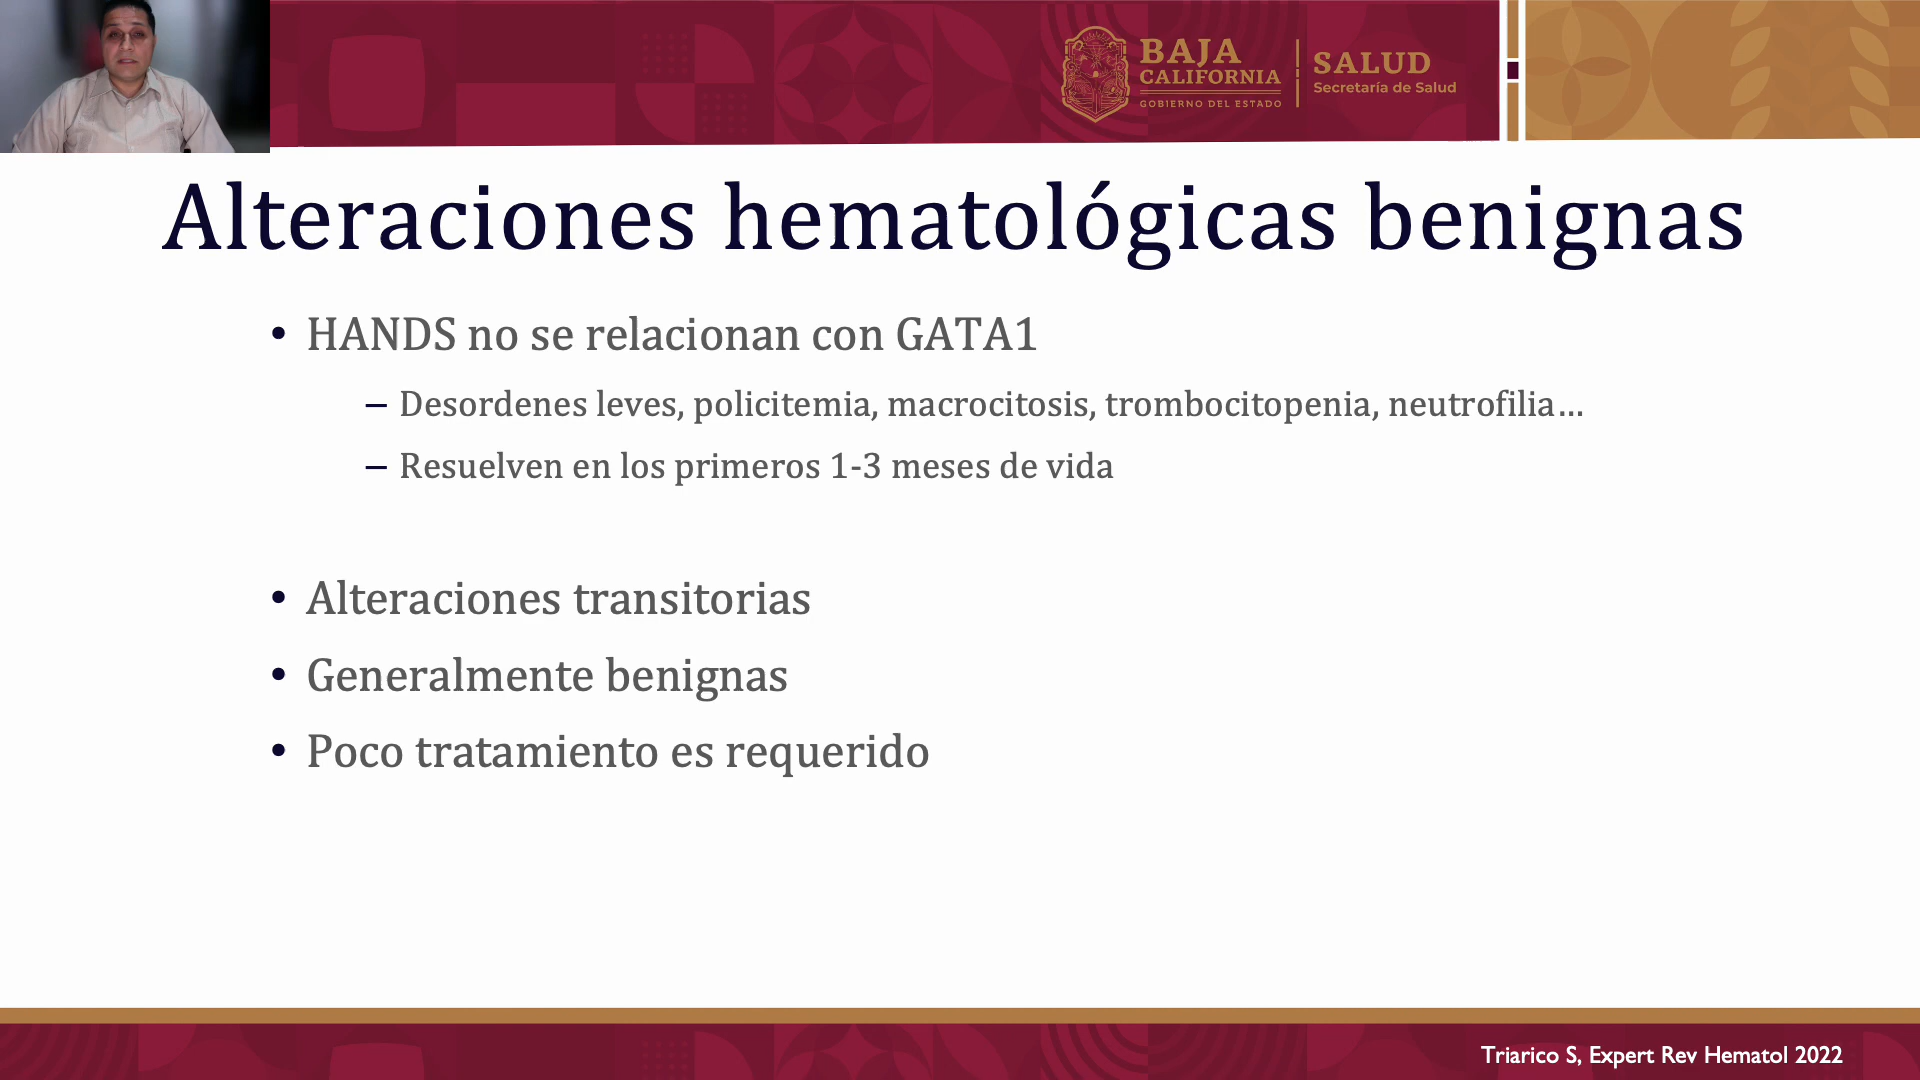 BAJA
CALIFORNIA
GOBIERNO DEL ESTADO
SALUD
Secretaría de Salud
Alteraciones hematológicas benignas
• HANDS no se relacionan con GATA1
– Desordenes leves, policitemia, macrocitosis, trombocitopenia, neutrofilia...
– Resuelven en los primeros 1-3 meses de vida
• Alteraciones transitorias
• Generalmente benignas
• Poco tratamiento es requerido
Triarico S, Expert Rev Hematol 2022